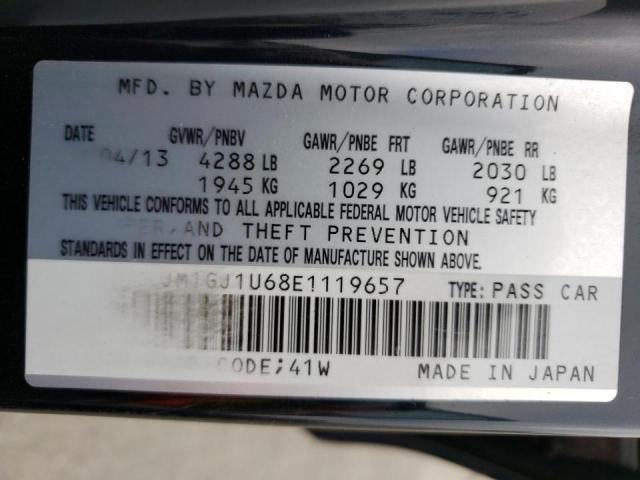 MFD. BY MAZDA MOTOR CORPORATION
DATE GVWR/PNBV GAWR/PNBE FRT GAWR/PNBE RR
04/13 4288 LB 2269 LB 2030 LB
1945 KG 1029 KG 921 KG
THIS VEHICLE CONFORMS TO ALL APPLICABLE FEDERAL MOTOR VEHICLE SAFETY
AND THEFT PREVENTION
STANDARDS IN EFFECT ON THE DATE OF MANUFACTURE SHOWN ABOVE.
JM1GJ1U68E1119657 TYPE: PASS CAR
CODE;41W MADE IN JAPAN